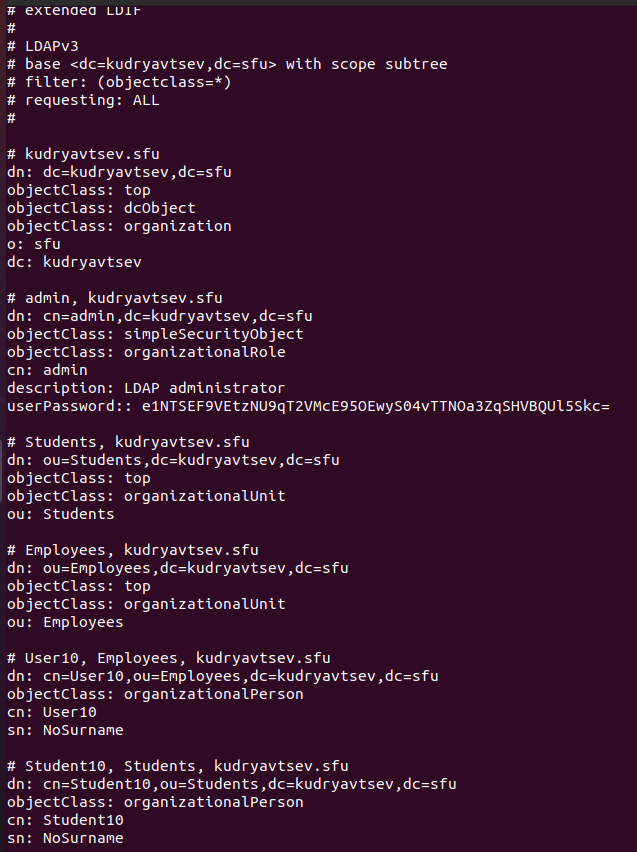 # extended LDIF
#
# LDAPv3
# base <dc=kudryavtsev,dc=sfu> with scope subtree
# filter: (objectclass=*)
# requesting: ALL
#
# kudryavtsev.sfu
dn: dc=kudryavtsev,dc=sfu
objectClass: top
objectClass: dcObject
objectClass: organization
o: sfu
dc: kudryavtsev
# admin, kudryavtsev.sfu
dn: cn=admin,dc=kudryavtsev,dc=sfu
objectClass: simpleSecurityObject
objectClass: organizationalRole
cn: admin
description: LDAP administrator
userPassword:: e1NTSEF9VEtzNU9qT2VMcE95OEwyS04vTTNOa3ZqSHVBQUl5Skc=
# Students, kudryavtsev.sfu
dn: ou=Students,dc=kudryavtsev,dc=sfu
objectClass: top
objectClass: organizationalUnit
ou: Students
# Employees, kudryavtsev.sfu
dn: ou=Employees,dc=kudryavtsev,dc=sfu
objectClass: top
objectClass: organizationalUnit
ou: Employees
# User10, Employees, kudryavtsev.sfu
dn: cn=User10,ou=Employees,dc=kudryavtsev,dc=sfu
objectClass: organizationalPerson
cn: User10
sn: NoSurname
# Student10, Students, kudryavtsev.sfu
dn: cn=Student10,ou=Students,dc=kudryavtsev,dc=sfu
objectClass: organizationalPerson
cn: Student10
sn: NoSurname